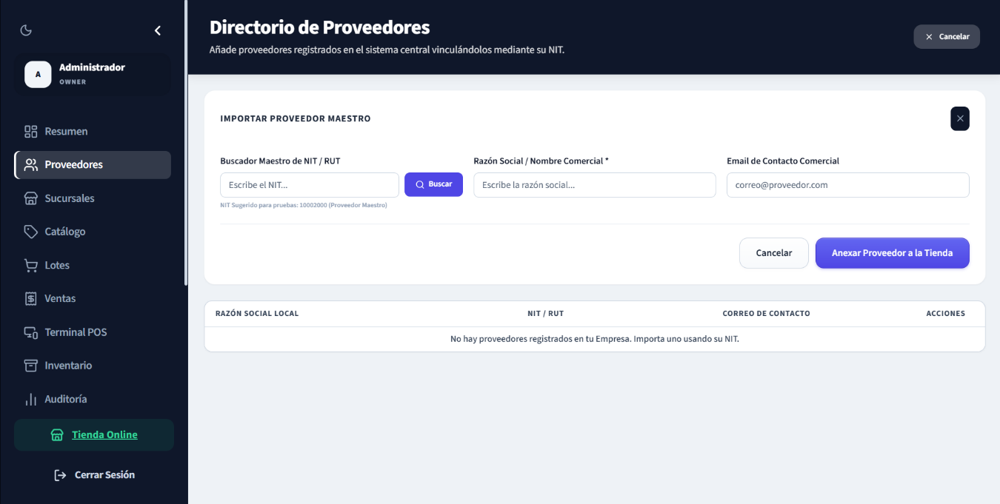 Administrador
A
OWNER
Resumen
Proveedores
Sucursales
Catálogo
Lotes
Ventas
Terminal POS
Inventario
Auditoría
Tienda Online
Cerrar Sesión
Directorio de Proveedores
Añade proveedores registrados en el sistema central vinculándolos mediante su NIT.
Cancelar
IMPORTAR PROVEEDOR MAESTRO
Buscador Maestro de NIT / RUT
Escribe el NIT...
Buscar
NIT Sugerido para pruebas: 10002000 (Proveedor Maestro)
Razón Social / Nombre Comercial *
Escribe la razón social...
Email de Contacto Comercial
correo@proveedor.com
Cancelar
Anexar Proveedor a la Tienda
RAZÓN SOCIAL LOCAL NIT / RUT CORREO DE CONTACTO ACCIONES
No hay proveedores registrados en tu Empresa. Importa uno usando su NIT.